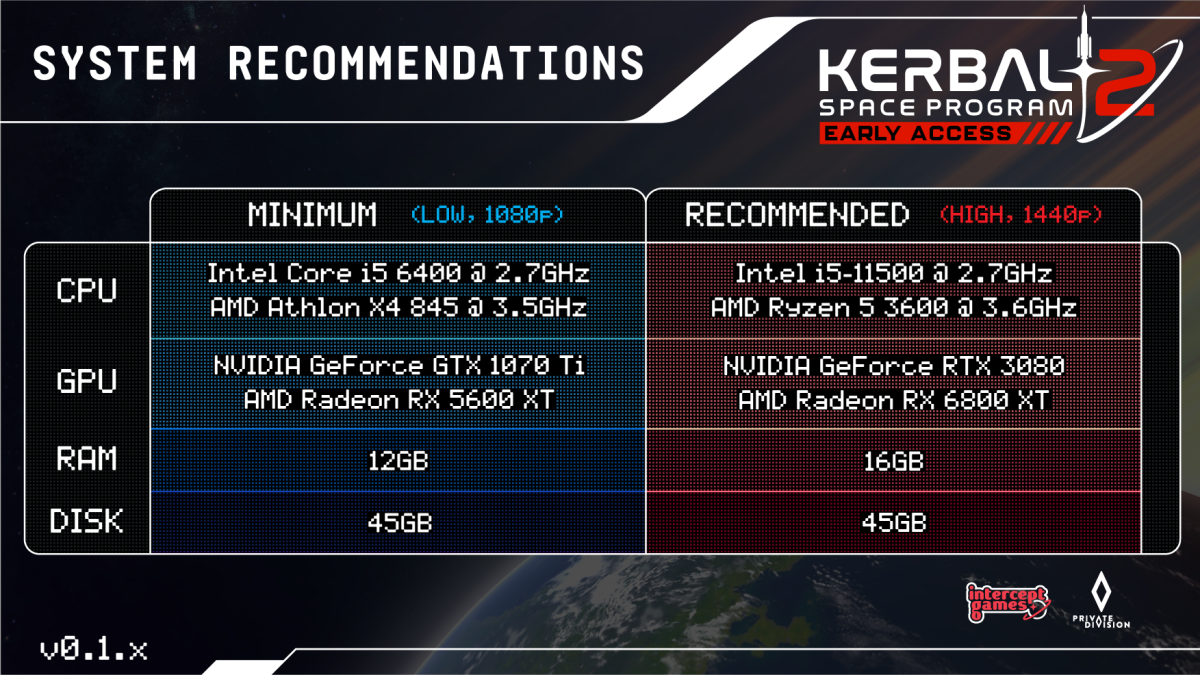 SYSTEM RECOMMENDATIONS
KERBAL 2
SPACE PROGRAM
EARLY ACCESS
MINIMUM (LOW, 1080p)
RECOMMENDED (HIGH, 1440p)
CPU
Intel Core i5 6400 @ 2.7GHz
AMD Athlon X4 845 @ 3.5GHz
Intel i5-11500 @ 2.7GHz
AMD Ryzen 5 3600 @ 3.6GHz
GPU
NVIDIA GeForce GTX 1070 Ti
AMD Radeon RX 5600 XT
NVIDIA GeForce RTX 3080
AMD Radeon RX 6800 XT
RAM
12GB
16GB
DISK
45GB
45GB
intercept
games
PRIVATE
DIVISION
v0.1.x